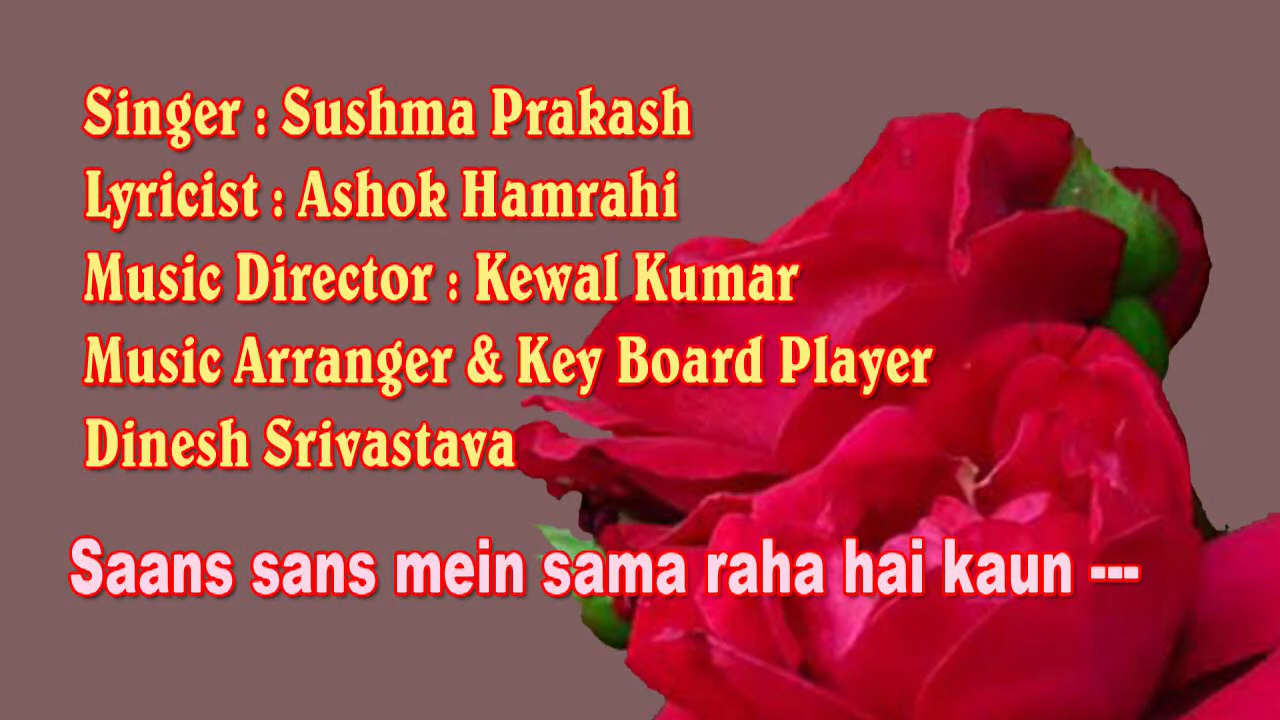 Singer : Sushma Prakash
Lyricist : Ashok Hamrahi
Music Director : Kewal Kumar
Music Arranger & Key Board Player
Dinesh Srivastava
Saans sans mein sama raha hai kaun ---